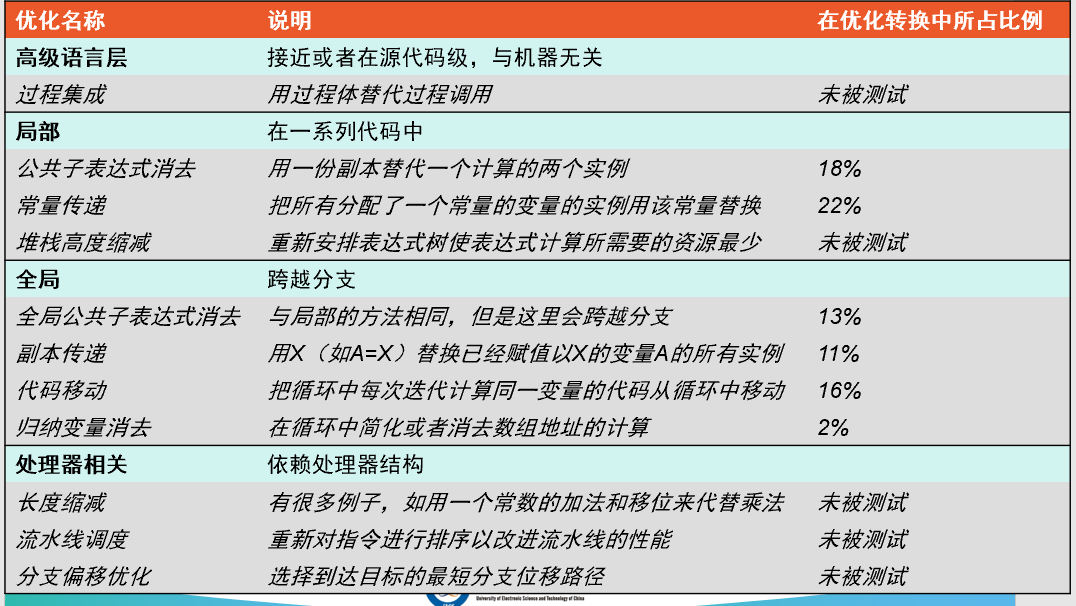 优化名称 说明 在优化转换中所占比例
高级语言层 接近或者在源代码级，与机器无关
过程集成 用过程体替代过程调用 未被测试
局部 在一系列代码中
公共子表达式消去 用一份副本替代一个计算的两个实例 18%
常量传递 把所有分配了一个常量的变量的实例用该常量替换 22%
堆栈高度缩减 重新安排表达式树使表达式计算所需要的资源最少 未被测试
全局 跨越分支
全局公共子表达式消去 与局部的方法相同，但是这里会跨越分支 13%
副本传递 用X（如A=X）替换已经赋值以X的变量A的所有实例 11%
代码移动 把循环中每次迭代计算同一变量的代码从循环中移动 16%
归纳变量消去 在循环中简化或者消去数组地址的计算 2%
处理器相关 依赖处理器结构
长度缩减 有很多例子，如用一个常数的加法和移位来代替乘法 未被测试
流水线调度 重新对指令进行排序以改进流水线的性能 未被测试
分支偏移优化 选择到达目标的最短分支位移路径 未被测试
University of Electronic Science and Technology of China